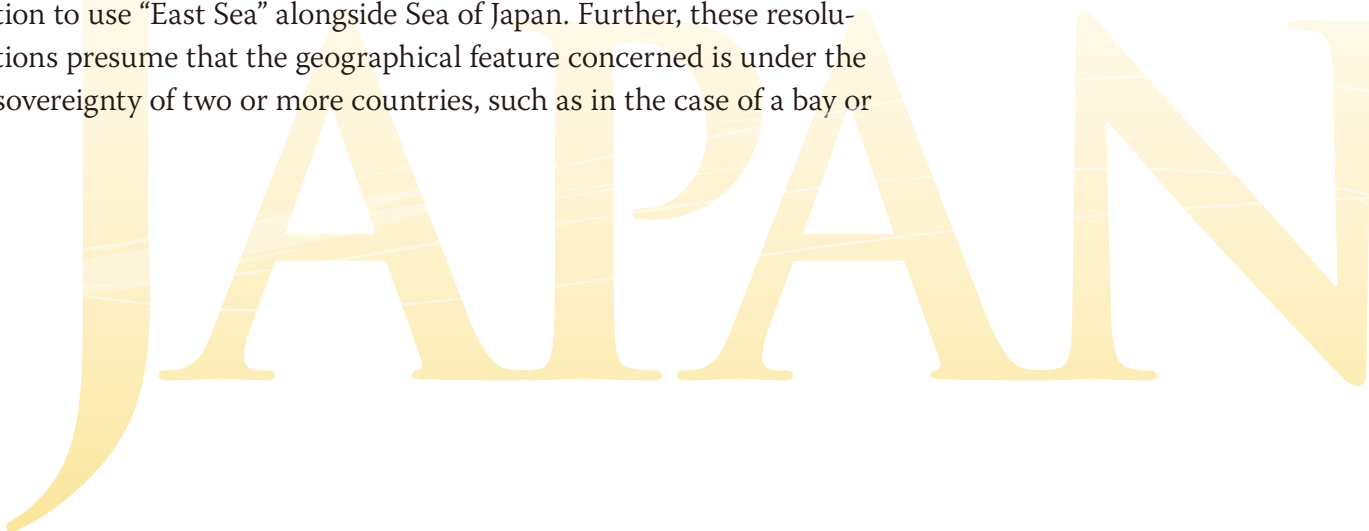 tion to use “East Sea” alongside Sea of Japan. Further, these resolu-
tions presume that the geographical feature concerned is under the
sovereignty of two or more countries, such as in the case of a bay or
JAPAN